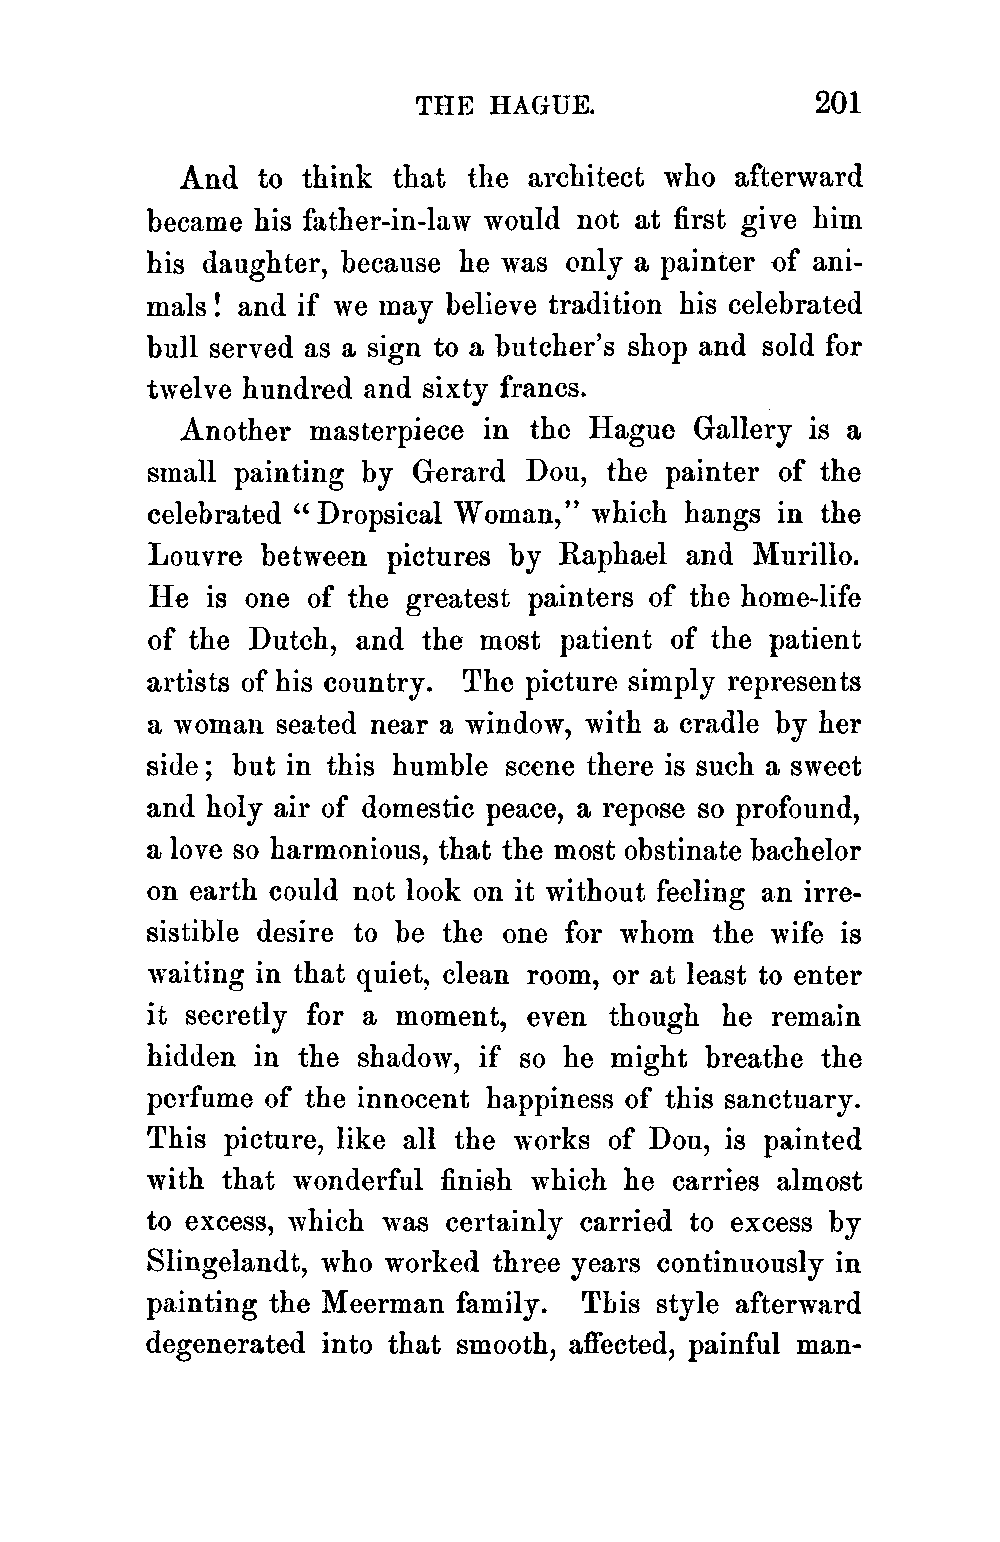 THE HAGUE. 201
And to think that the architect who afterward
became his father-in-law would not at first give him
his daughter, because he was only a painter of ani-
mals! and if we may believe tradition his celebrated
bull served as a sign to a butcher's shop and sold for
twelve hundred and sixty francs.
Another masterpiece in the Hague Gallery is a
small painting by Gerard Dou, the painter of the
celebrated “Dropsical Woman,” which hangs in the
Louvre between pictures by Raphael and Murillo.
He is one of the greatest painters of the home-life
of the Dutch, and the most patient of the patient
artists of his country. The picture simply represents
a woman seated near a window, with a cradle by her
side; but in this humble scene there is such a sweet
and holy air of domestic peace, a repose so profound,
a love so harmonious, that the most obstinate bachelor
on earth could not look on it without feeling an irre-
sistible desire to be the one for whom the wife is
waiting in that quiet, clean room, or at least to enter
it secretly for a moment, even though he remain
hidden in the shadow, if so he might breathe the
perfume of the innocent happiness of this sanctuary.
This picture, like all the works of Dou, is painted
with that wonderful finish which he carries almost
to excess, which was certainly carried to excess by
Slingelandt, who worked three years continuously in
painting the Meerman family. This style afterward
degenerated into that smooth, affected, painful man-